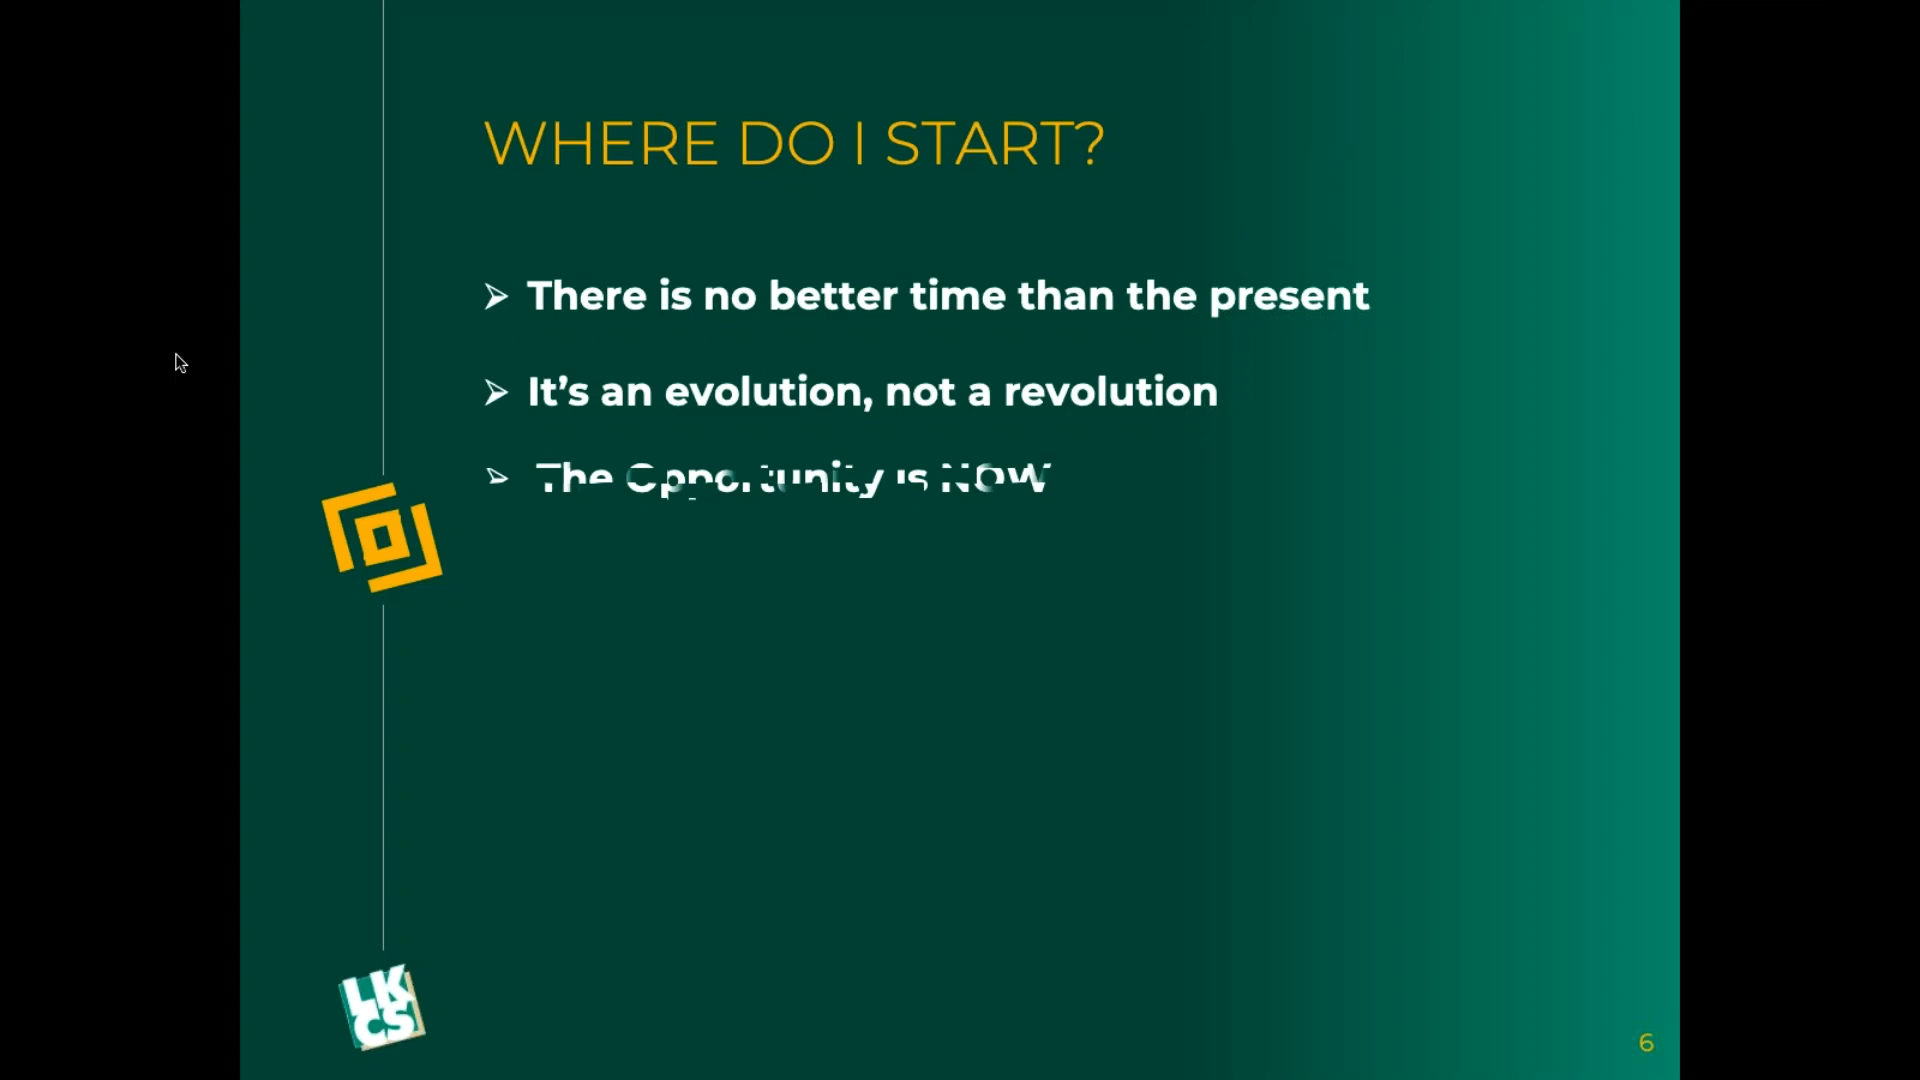 WHERE DO I START?
➢ There is no better time than the present
➢ It’s an evolution, not a revolution
➢ The Opportunity is NOW
LK
CS
6